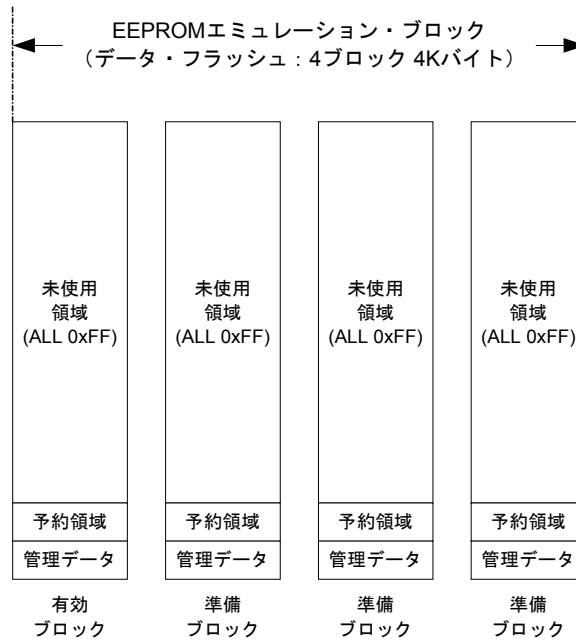 EEPROMエミュレーション・ブロック
（データ・フラッシュ：4ブロック 4Kバイト）
未使用
領域
(ALL 0xFF)
未使用
領域
(ALL 0xFF)
未使用
領域
(ALL 0xFF)
未使用
領域
(ALL 0xFF)
予約領域
予約領域
予約領域
予約領域
管理データ
管理データ
管理データ
管理データ
有効
ブロック
準備
ブロック
準備
ブロック
準備
ブロック